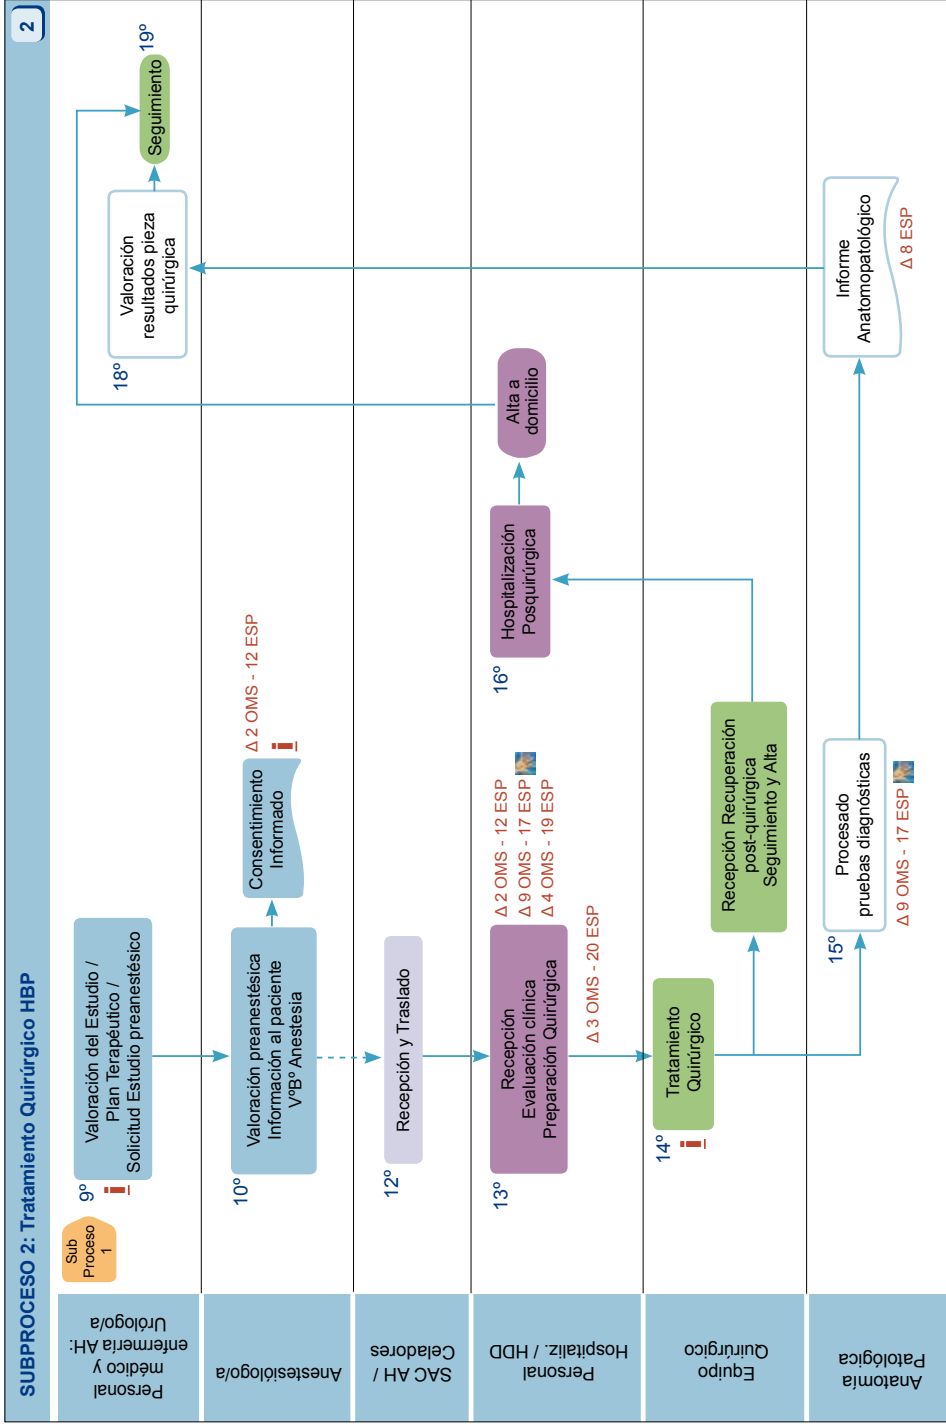 SUBPROCESO 2: Tratamiento Quirúrgico HBP
2
Personal
médico y
enfermería AH:
Urólogo/a
Sub
Proceso
1
9º
Valoración del Estudio /
Plan Terapéutico /
Solicitud Estudio preanestésico
18º
Valoración
resultados pieza
quirúrgica
Seguimiento
19º
Anestesiólogo/a
10º
Valoración preanestésica
Información al paciente
VºBº Anestesia
Consentimiento
Informado
Δ 2 OMS - 12 ESP
SAC AH /
Celadores
12º
Recepción y Traslado
Personal
Hospitaliz. / HDD
13º
Recepción
Evaluación clínica
Preparación Quirúrgica
Δ 2 OMS - 12 ESP
Δ 9 OMS - 17 ESP
Δ 4 OMS - 19 ESP
Δ 3 OMS - 20 ESP
16º
Hospitalización
Posquirúrgica
Alta a
domicilio
Equipo
Quirúrgico
14º
Tratamiento
Quirúrgico
Recepción Recuperación
post-quirúrgica
Seguimiento y Alta
Anatomía
Patológica
15º
Procesado
pruebas diagnósticas
Δ 9 OMS - 17 ESP
Informe
Anatomopatológico
Δ 8 ESP